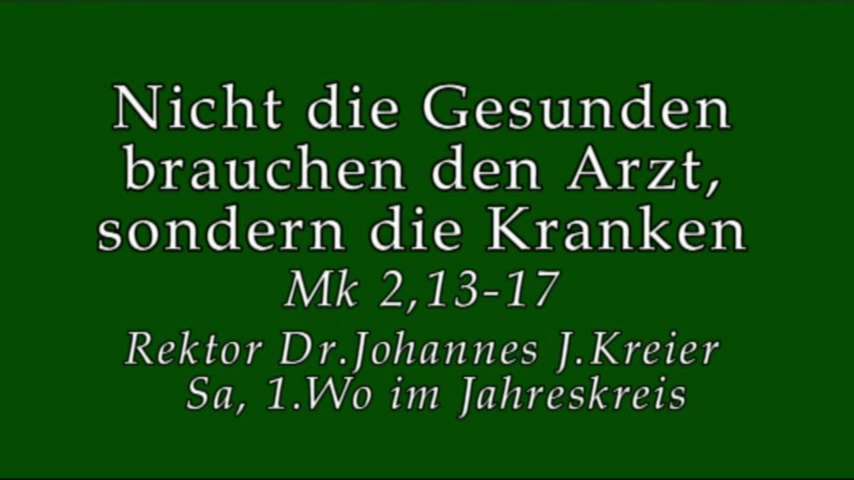 Nicht die Gesunden
brauchen den Arzt,
sondern die Kranken
Mk 2,13-17
Rektor Dr.Johannes J.Kreier
Sa, 1.Wo im Jahreskreis